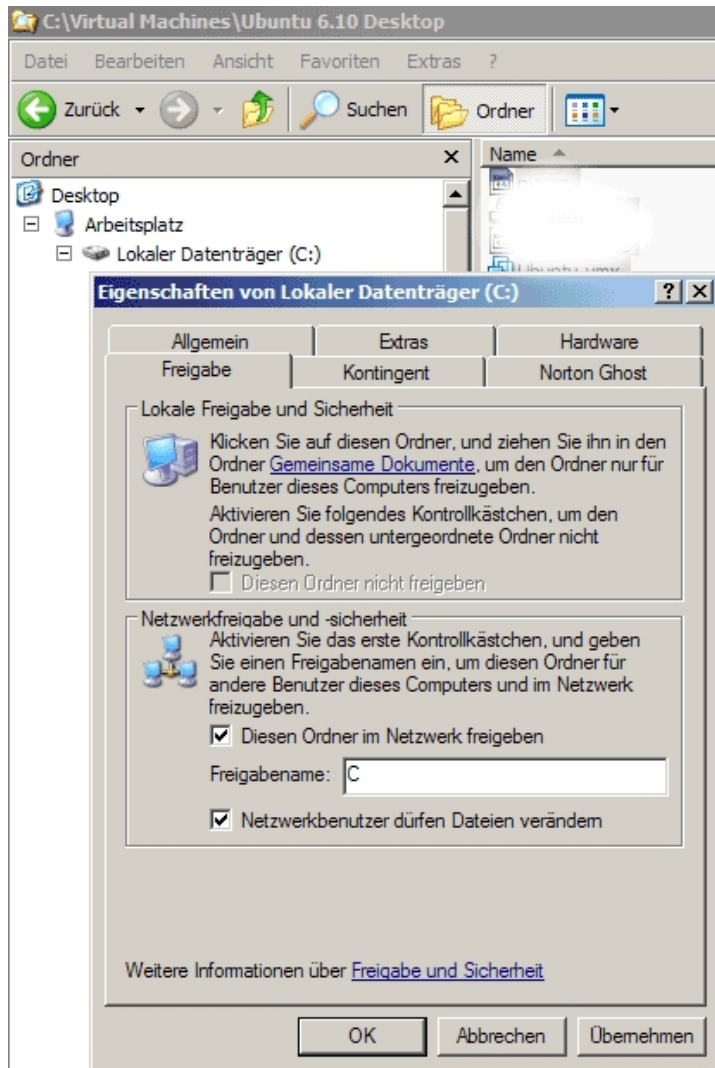 C:\Virtual Machines\Ubuntu 6.10 Desktop
Datei Bearbeiten Ansicht Favoriten Extras ?
Zurück Suchen Ordner
Ordner x Name
Desktop
Arbeitsplatz
Lokaler Datenträger (C:)
Eigenschaften von Lokaler Datenträger (C:) ? X
Allgemein Extras Hardware
Freigabe Kontingent Norton Ghost
Lokale Freigabe und Sicherheit
Klicken Sie auf diesen Ordner, und ziehen Sie ihn in den
Ordner Gemeinsame Dokumente, um den Ordner nur für
Benutzer dieses Computers freizugeben.
Aktivieren Sie folgendes Kontrollkästchen, um den
Ordner und dessen untergeordnete Ordner nicht
freizugeben.
Diesen Ordner nicht freigeben
Netzwerkfreigabe und -sicherheit
Aktivieren Sie das erste Kontrollkästchen, und geben
Sie einen Freigabenamen ein, um diesen Ordner für
andere Benutzer dieses Computers und im Netzwerk
freizugeben.
Diesen Ordner im Netzwerk freigeben
Freigabename: C
Netzwerkbenutzer dürfen Dateien verändern
Weitere Informationen über Freigabe und Sicherheit
OK Abbrechen Übernehmen